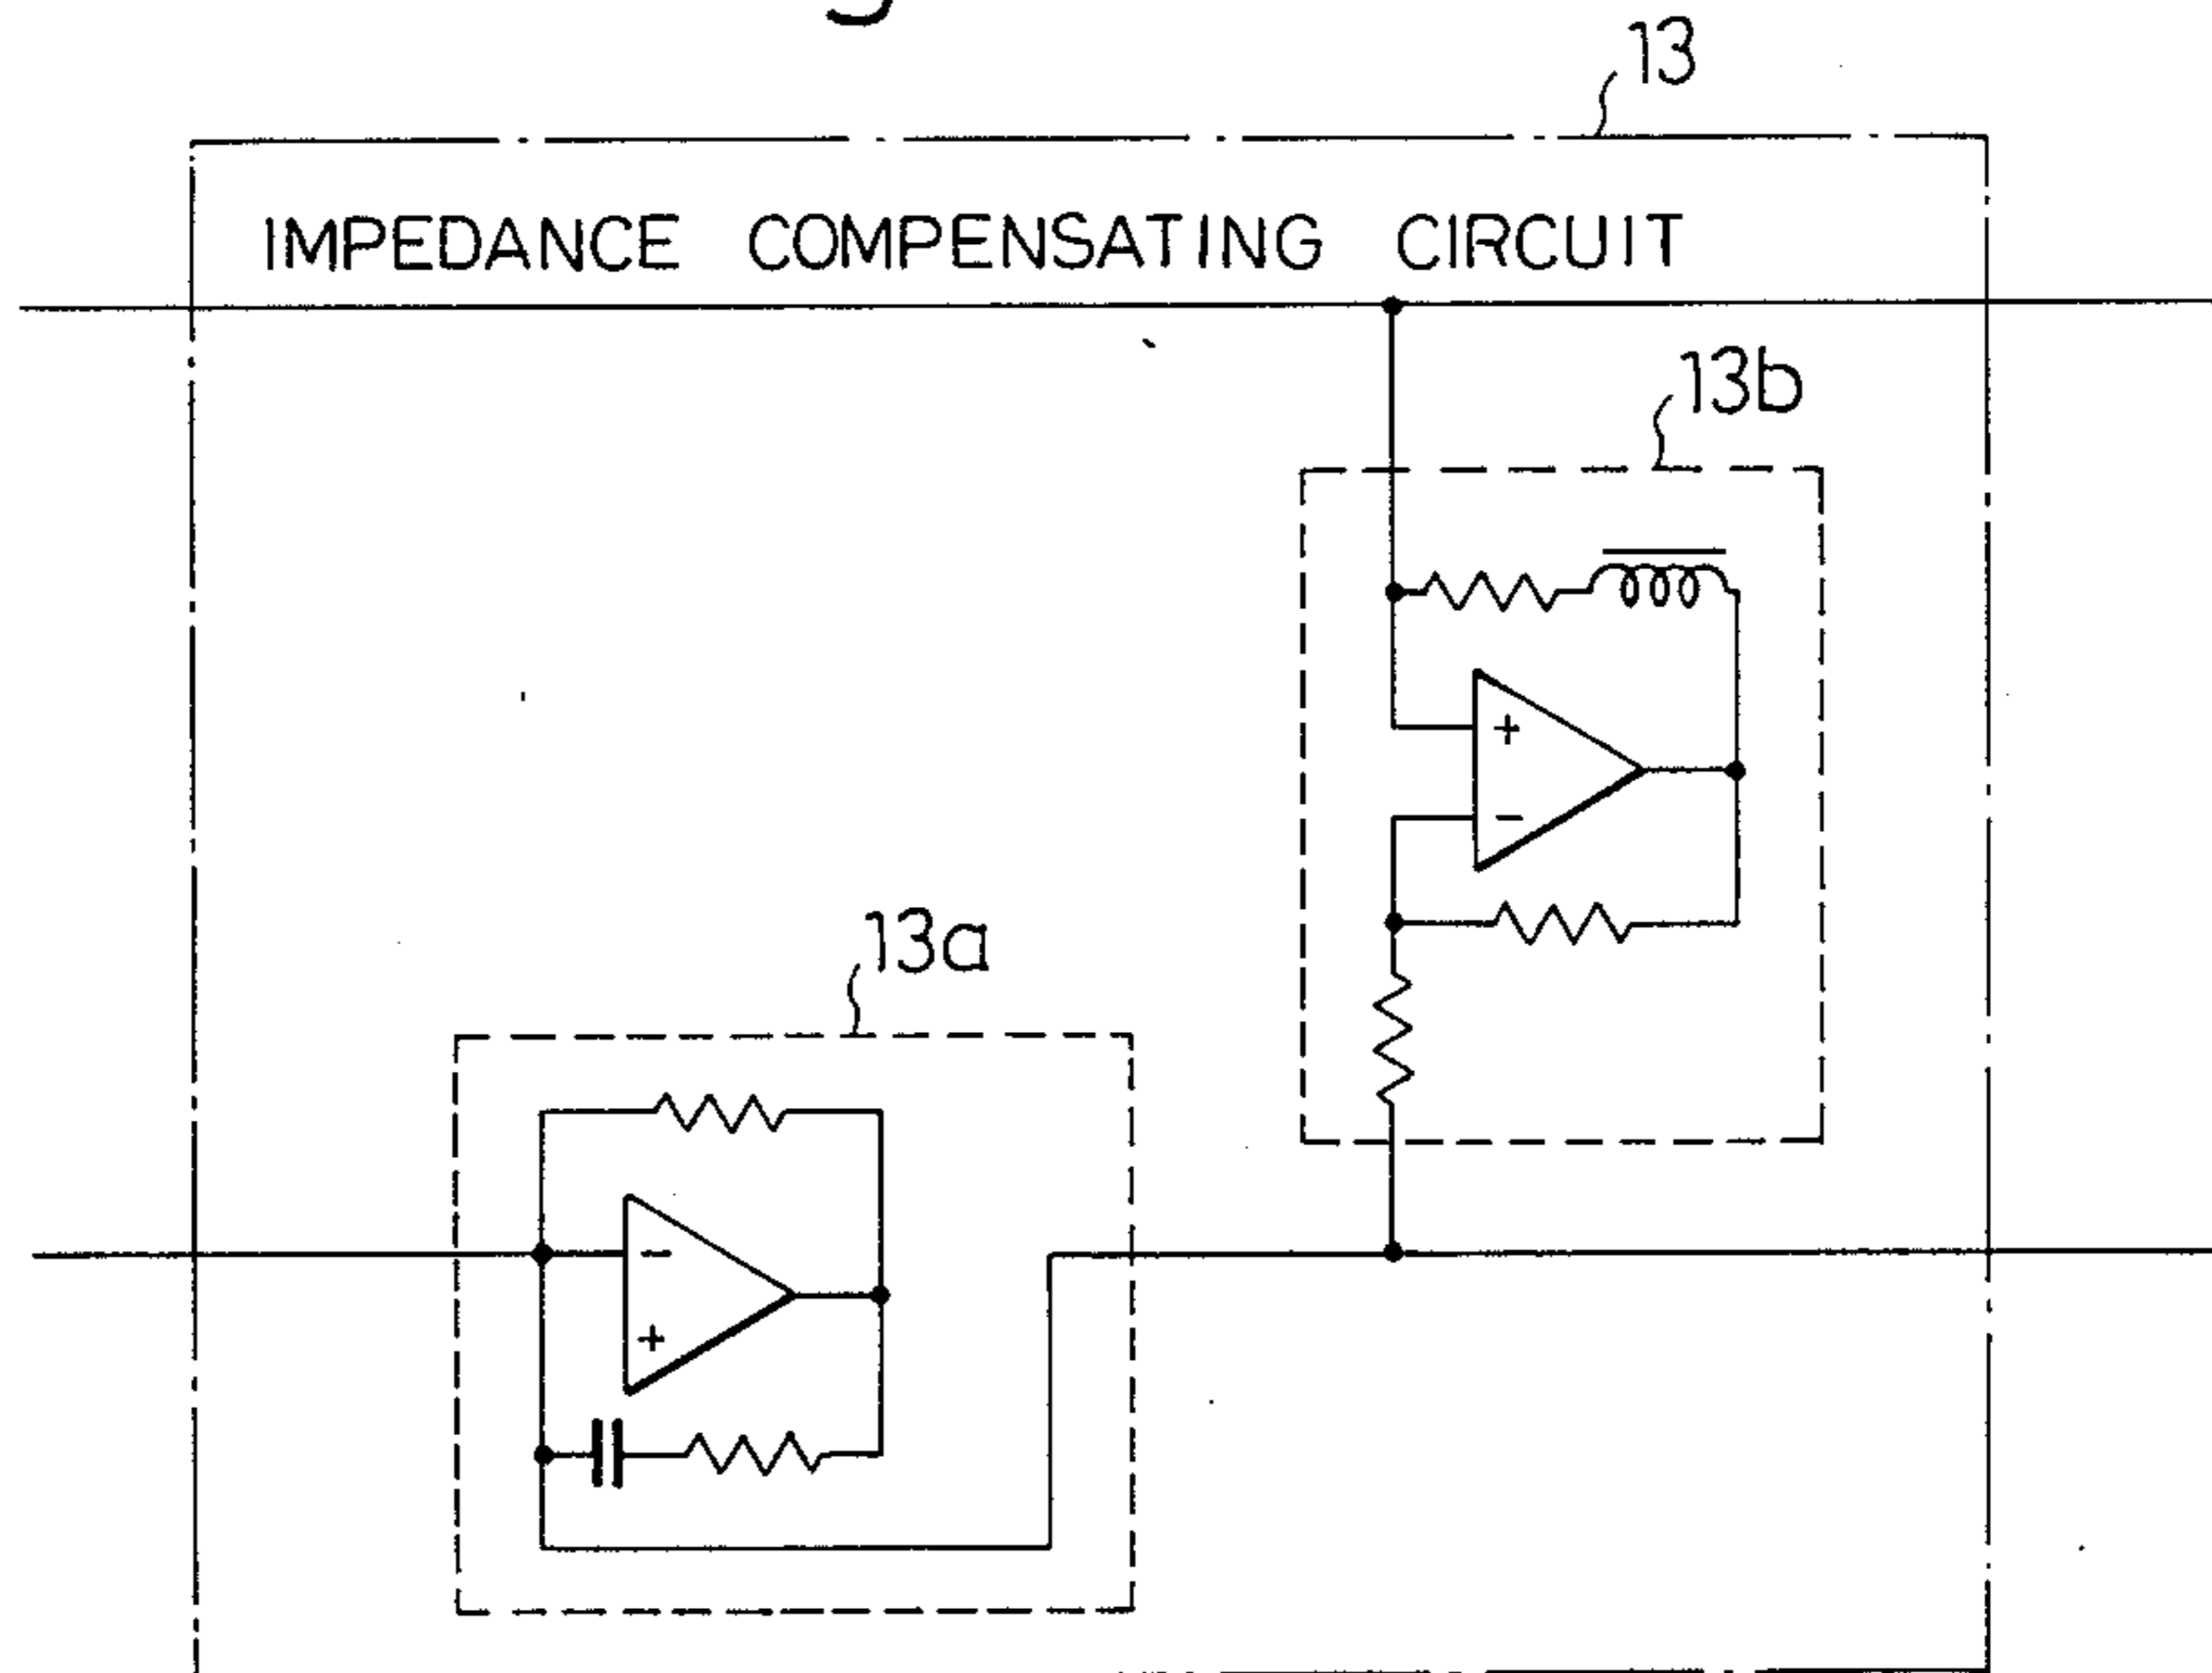 13
IMPEDANCE COMPENSATING CIRCUIT
13b
+
−
13a
−
+